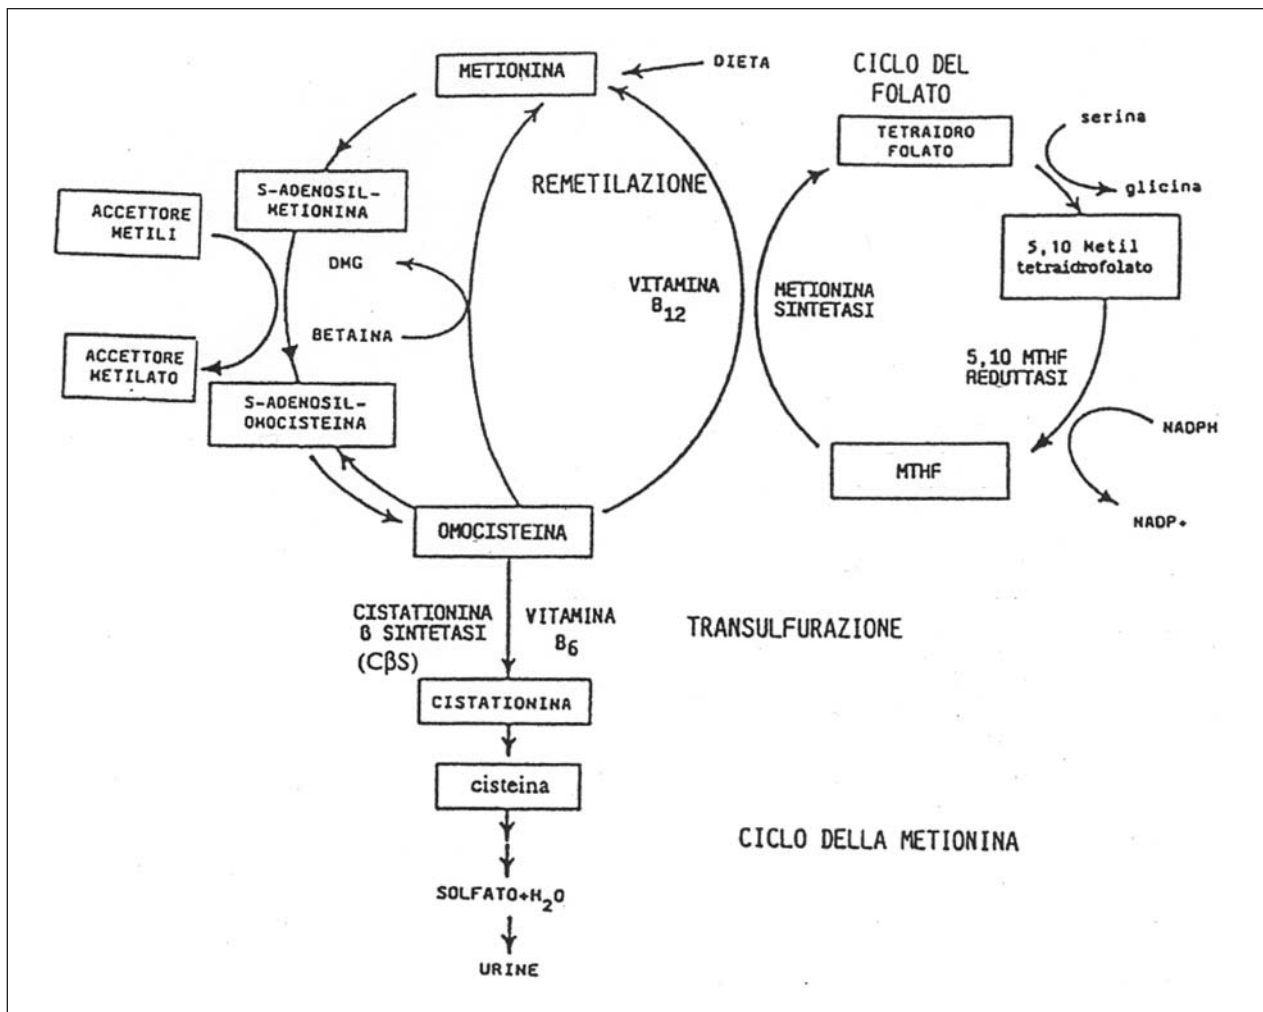 METIONINA
DIETA
CICLO DEL
FOLATO
TETRAIDRO
FOLATO
serina
glicina
S-ADENOSIL-
METIONINA
REMETILAZIONE
ACCETTORE
METILI
5,10 Metil
tetraidrofolato
DMG
VITAMINA
B12
METIONINA
SINTETASI
BETAINA
ACCETTORE
METILATO
5,10 MTHF
REDUTTASI
S-ADENOSIL-
OMOCISTEINA
NADPH
MTHF
NADP+
OMOCISTEINA
CISTATIONINA
β SINTETASI
(CβS)
VITAMINA
B6
TRANSULFURAZIONE
CISTATIONINA
cisteina
CICLO DELLA METIONINA
SOLFATO+H2O
URINE